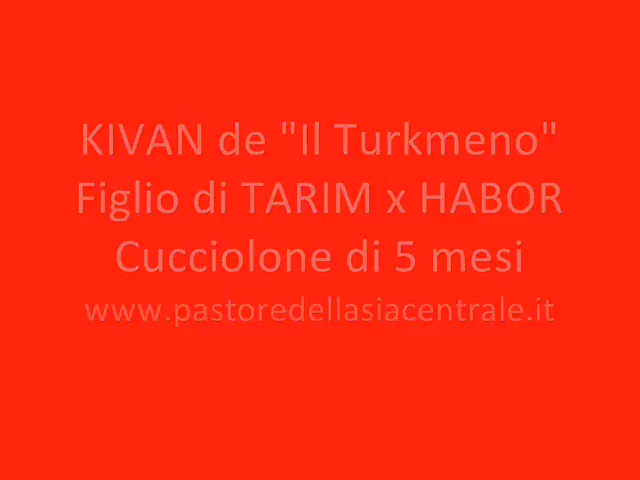 KIVAN de "Il Turkmeno"
Figlio di TARIM x HABOR
Cucciolone di 5 mesi
www.pastoredellasiacentrale.it